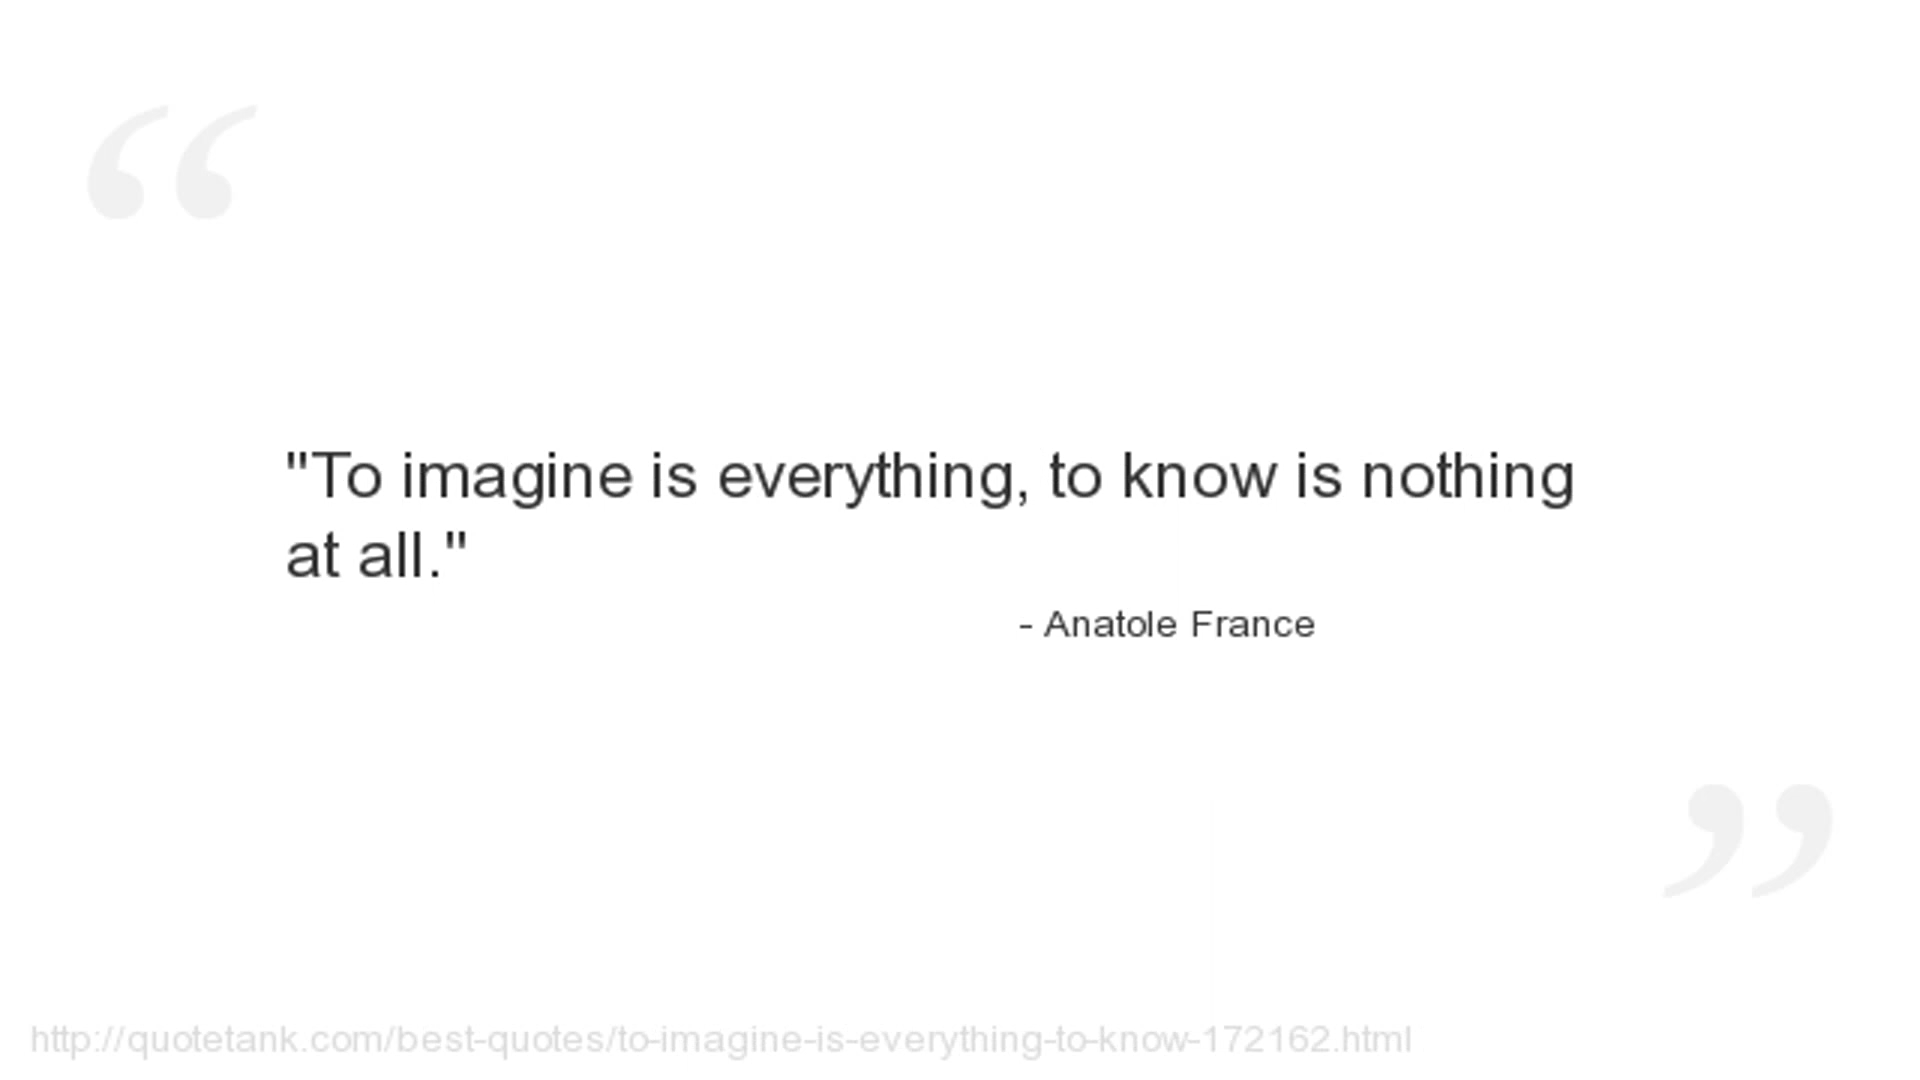 "To imagine is everything, to know is nothing
at all."
- Anatole France
http://quotetank.com/best-quotes/to-imagine-is-everything-to-know-172162.html